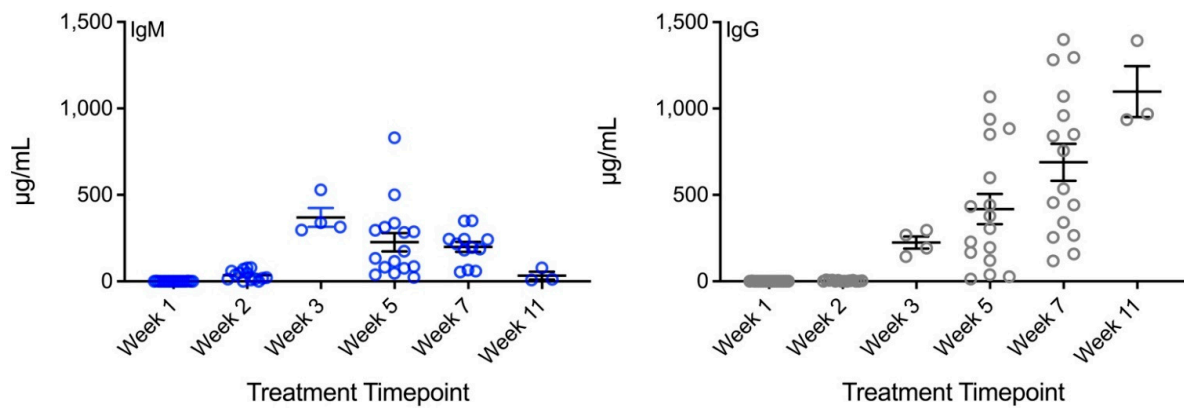 IgM
1,500
1,000
500
0
µg/mL
Week 1
Week 2
Week 3
Week 5
Week 7
Week 11
Treatment Timepoint
IgG
1,500
1,000
500
0
µg/mL
Week 1
Week 2
Week 3
Week 5
Week 7
Week 11
Treatment Timepoint